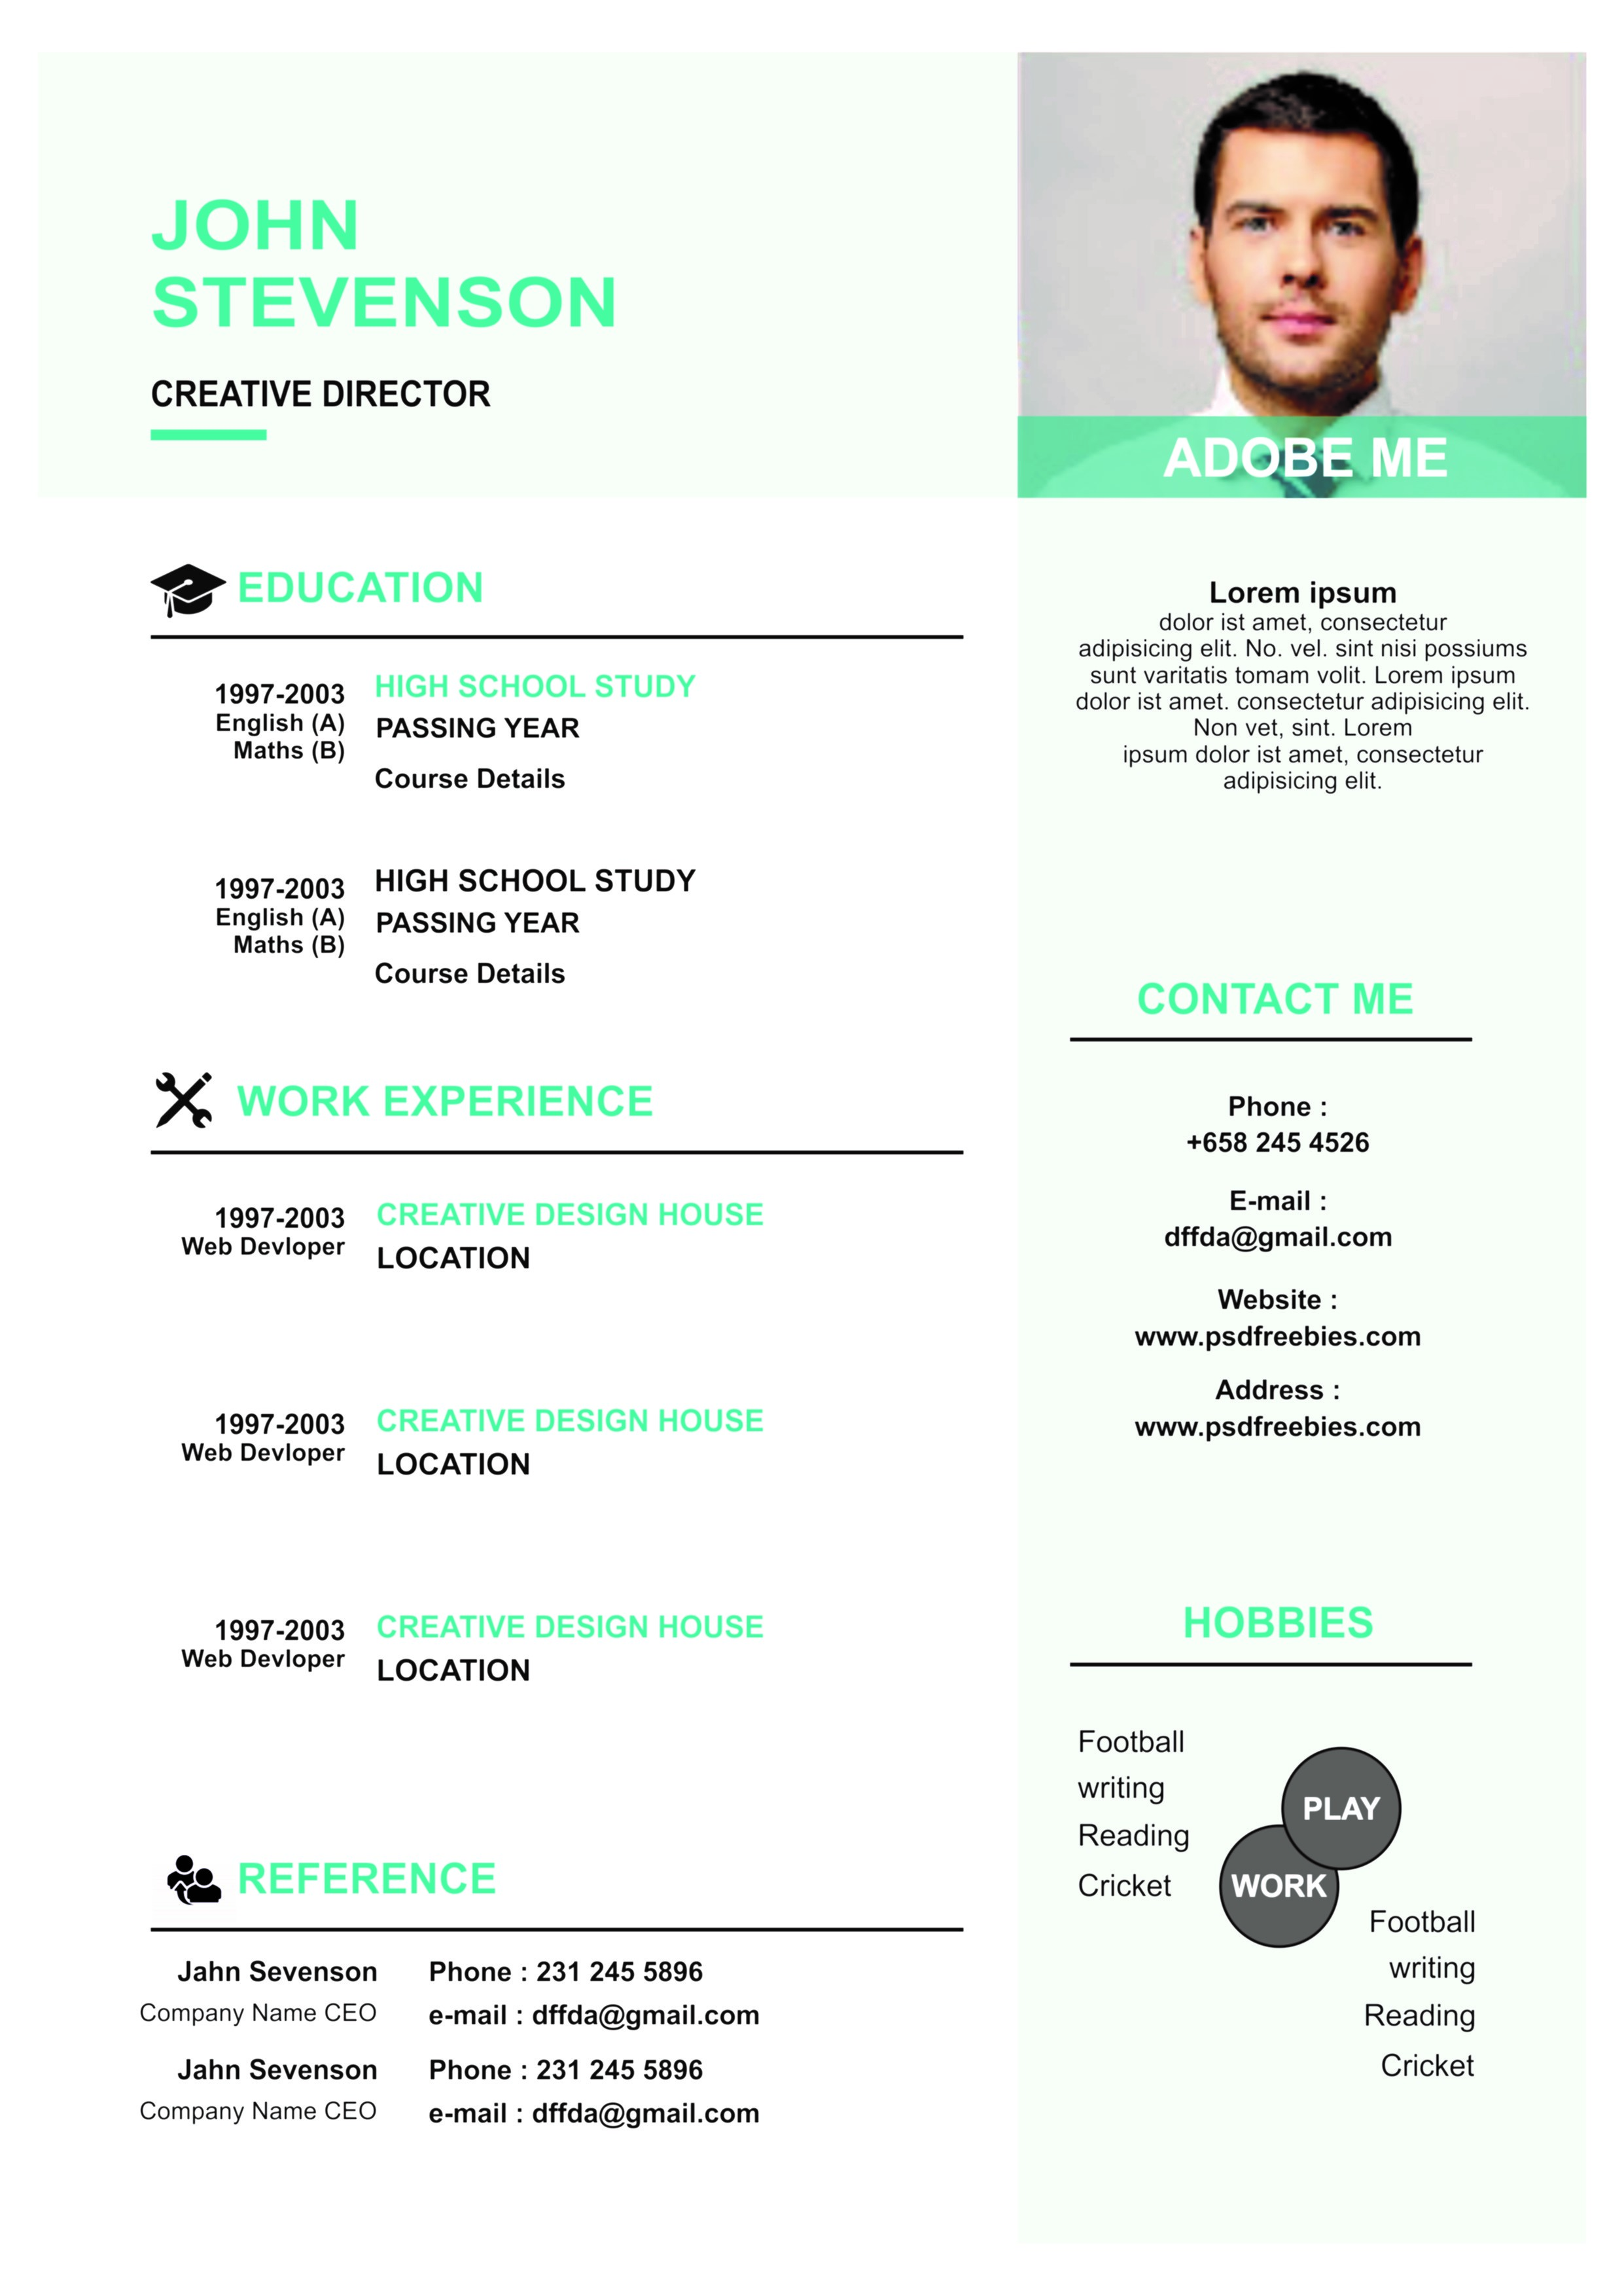 JOHN
STEVENSON
CREATIVE DIRECTOR
ADOBE ME
EDUCATION
1997-2003
English (A)
Maths (B)
HIGH SCHOOL STUDY
PASSING YEAR
Course Details
1997-2003
English (A)
Maths (B)
HIGH SCHOOL STUDY
PASSING YEAR
Course Details
WORK EXPERIENCE
1997-2003
Web Devloper
CREATIVE DESIGN HOUSE
LOCATION
1997-2003
Web Devloper
CREATIVE DESIGN HOUSE
LOCATION
1997-2003
Web Devloper
CREATIVE DESIGN HOUSE
LOCATION
REFERENCE
Jahn Sevenson
Company Name CEO
Phone : 231 245 5896
e-mail : dffda@gmail.com
Jahn Sevenson
Company Name CEO
Phone : 231 245 5896
e-mail : dffda@gmail.com
Lorem ipsum
dolor ist amet, consectetur
adipisicing elit. No. vel. sint nisi possiums
sunt varitatis tomam volit. Lorem ipsum
dolor ist amet. consectetur adipisicing elit.
Non vet, sint. Lorem
ipsum dolor ist amet, consectetur
adipisicing elit.
CONTACT ME
Phone :
+658 245 4526
E-mail :
dffda@gmail.com
Website :
www.psdfreebies.com
Address :
www.psdfreebies.com
HOBBIES
Football
writing
Reading
Cricket
PLAY
WORK
Football
writing
Reading
Cricket